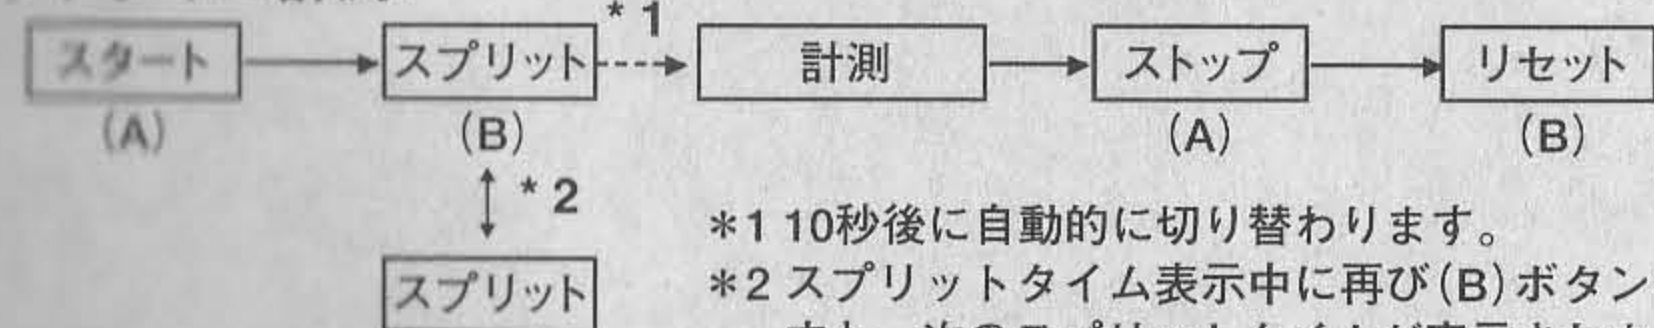 *1
スタート スプリット 計測 ストップ リセット
(A) (B) (A) (B)
*2
*1 10秒後に自動的に切り替わります。
スプリット
*2 スプリットタイム表示中に再び(B)ボタン